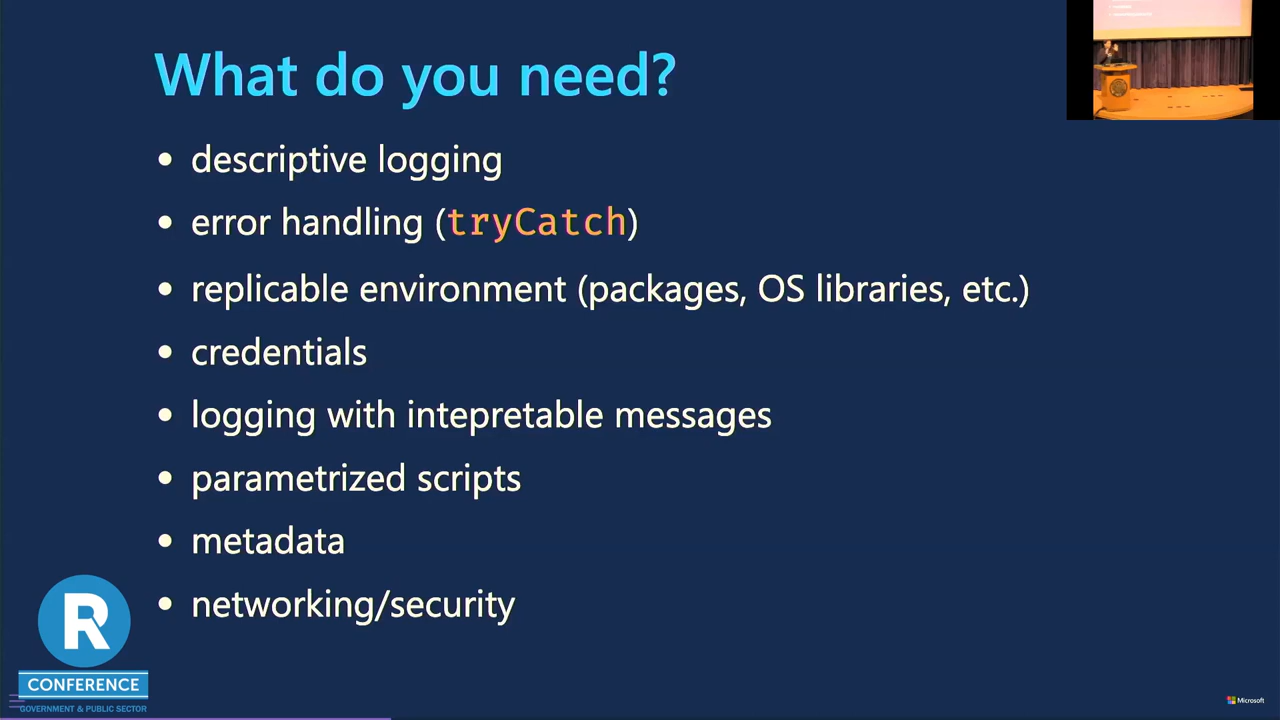 What do you need?
• descriptive logging
• error handling (tryCatch)
• replicable environment (packages, OS libraries, etc.)
• credentials
• logging with intepretable messages
• parametrized scripts
• metadata
• networking/security
R
CONFERENCE
GOVERNMENT & PUBLIC SECTOR
Microsoft